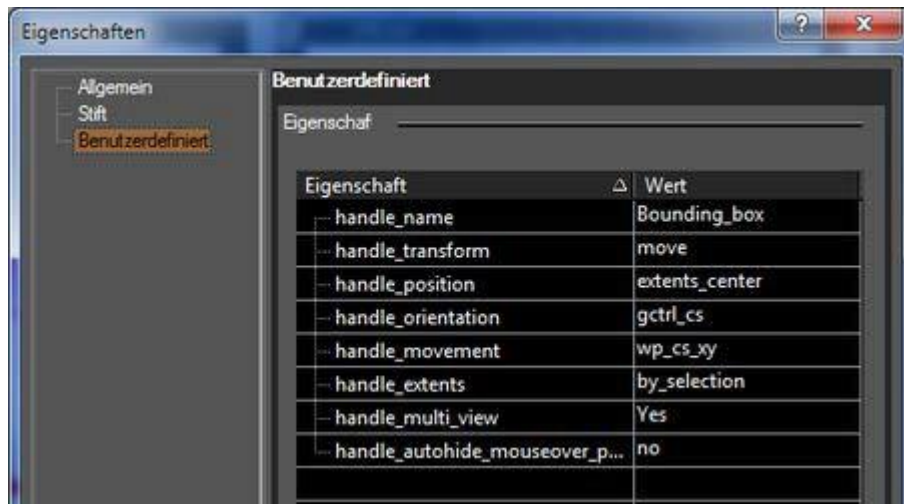 Eigenschaften
?
x
Allgemein
Stift
Benutzerdefiniert
Benutzerdefiniert
Eigenschaf
Eigenschaft Wert
handle_name Bounding_box
handle_transform move
handle_position extents_center
handle_orientation gctrl_cs
handle_movement wp_cs_xy
handle_extents by_selection
handle_multi_view Yes
handle_autohide_mouseover_p... no